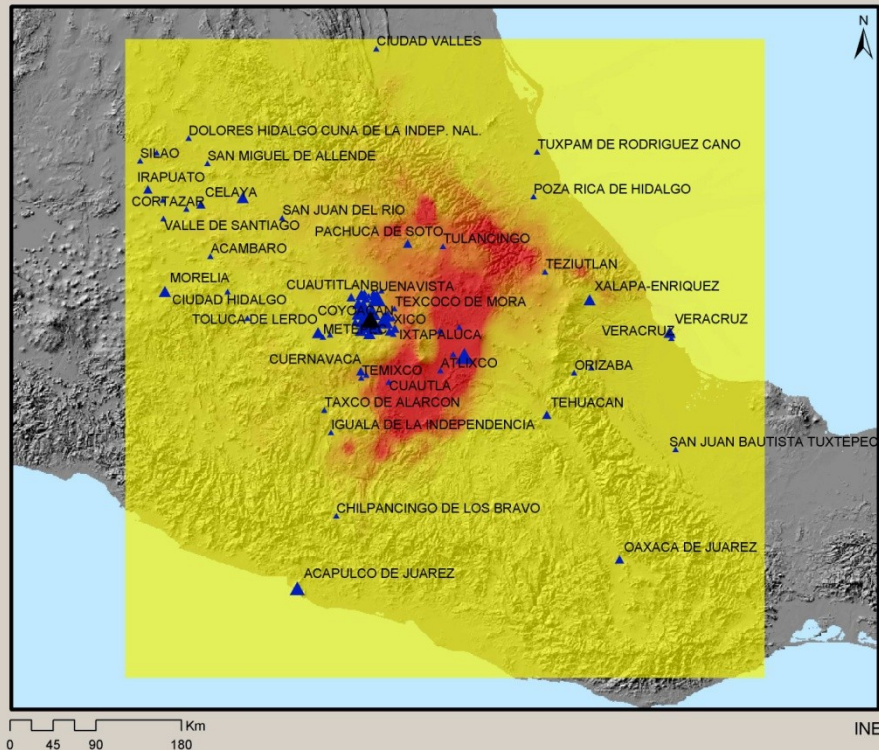 N
CIUDAD VALLES
DOLORES HIDALGO CUNA DE LA INDEP. NAL.
TUXPAM DE RODRIGUEZ CANO
SILAO
SAN MIGUEL DE ALLENDE
IRAPUATO
CELAYA
POZA RICA DE HIDALGO
CORTAZAR
SAN JUAN DEL RIO
VALLE DE SANTIAGO
PACHUCA DE SOTO
TULANCINGO
ACAMBARO
TEZIUTLAN
MORELIA
CUAUTITLAN
BUENAVISTA
XALAPA-ENRIQUEZ
CIUDAD HIDALGO
TEXCOCO DE MORA
TOLUCA DE LERDO
XICO
VERACRUZ
IXTAPALUCA
VERACRUZ
CUERNAVACA
ATLIXCO
ORIZABA
TEMIXCO
CUAUTLA
TAXCO DE ALARCON
TEHUACAN
IGUALA DE LA INDEPENDENCIA
SAN JUAN BAUTISTA TUXTEPEC
CHILPANCINGO DE LOS BRAVO
OAXACA DE JUAREZ
ACAPULCO DE JUAREZ
Km
0 45 90 180
INE